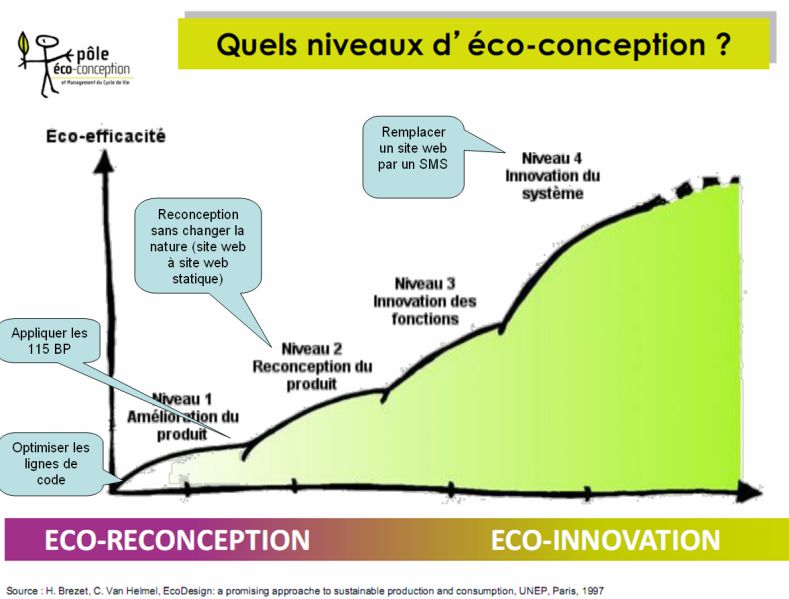 pôle
éco-conception
et Management du Cycle de Vie
Quels niveaux d’éco-conception ?
Eco-efficacité
Remplacer
un site web
par un SMS
Niveau 4
Innovation du
système
Reconception
sans changer la
nature (site web
à site web
statique)
Niveau 3
Innovation des
fonctions
Appliquer les
115 BP
Niveau 2
Reconception du
produit
Niveau 1
Amélioration du
produit
Optimiser les
lignes de
code
ECO-RECONCEPTION
ECO-INNOVATION
Source : H. Brezet, C. Van Helmel, EcoDesign: a promising approach to sustainable production and consumption, UNEP, Paris, 1997